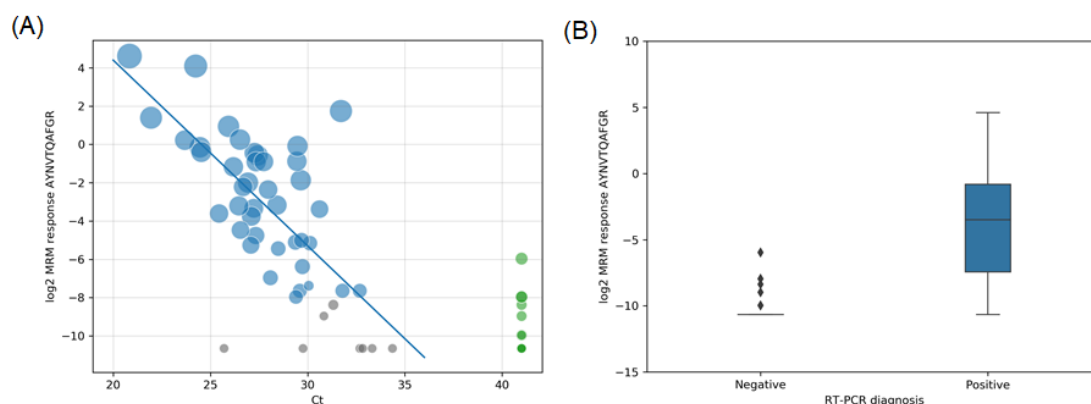 (A)
log2 MRM response AYNVTQAFGR
4
2
0
−2
−4
−6
−8
−10
20
25
30
35
40
Ct
(B)
log2 MRM response AYNVTQAFGR
10
5
0
−5
−10
−15
Negative
Positive
RT-PCR diagnosis